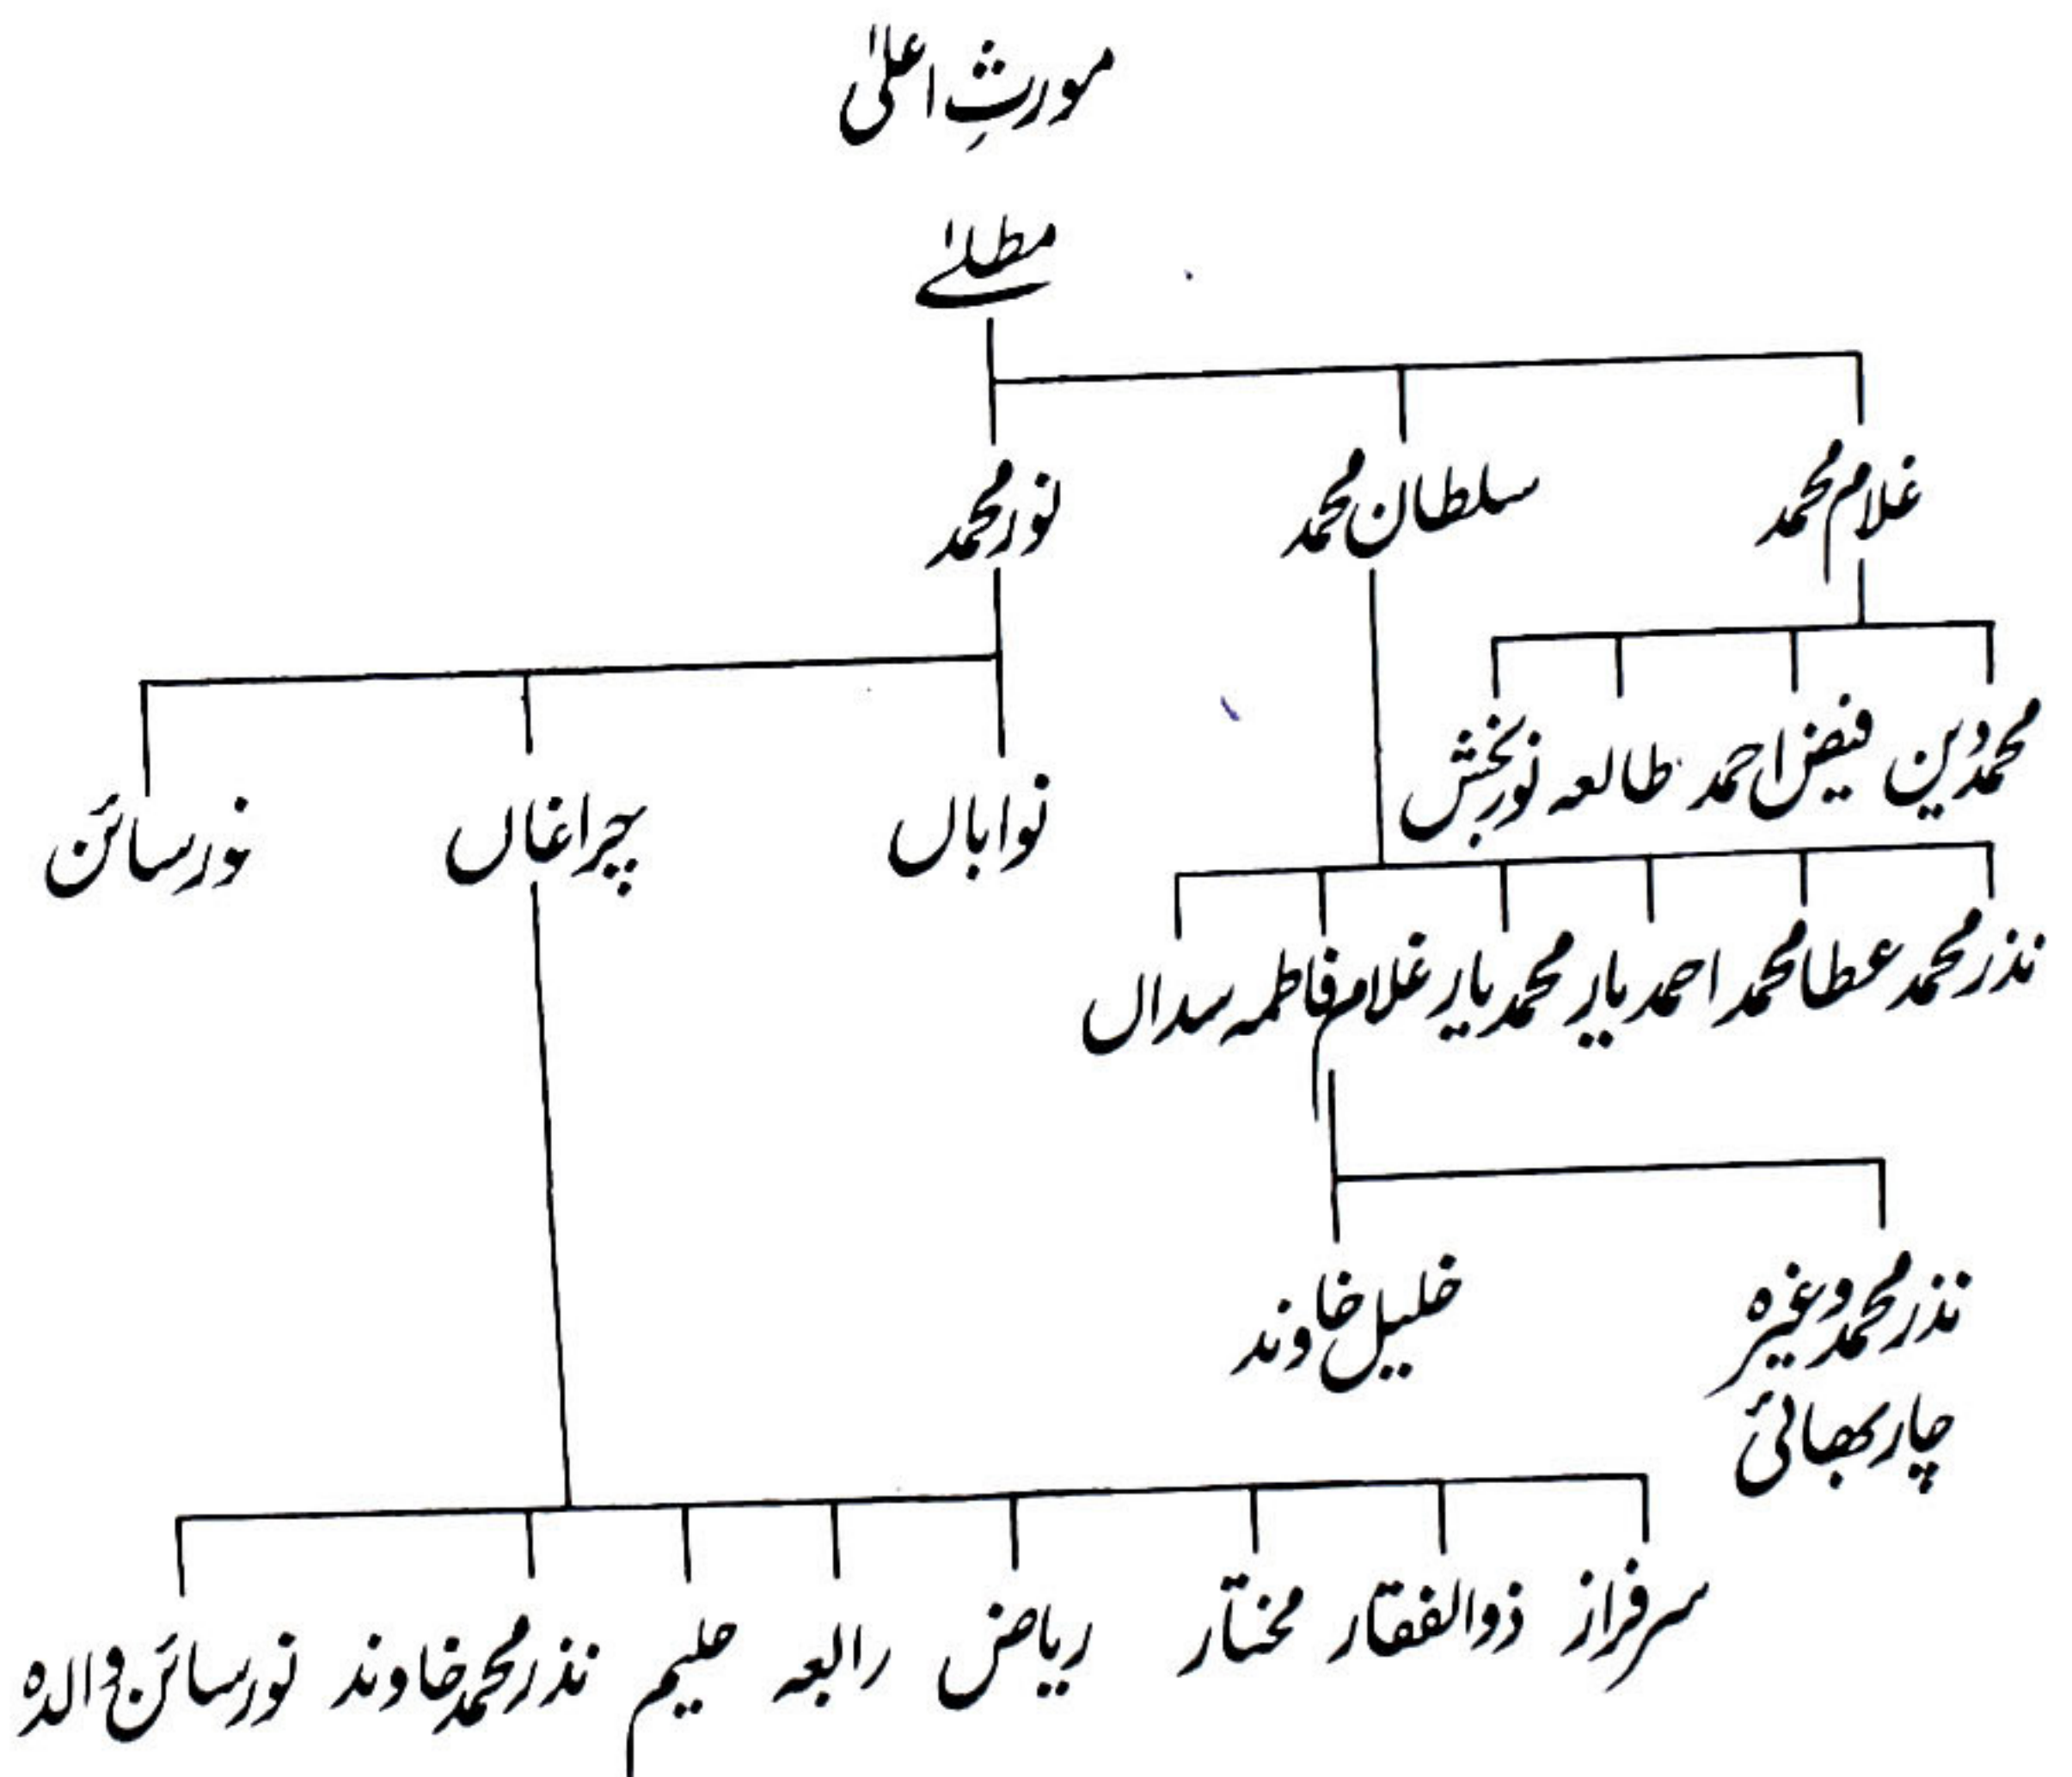 مورثِ اعلیٰ
مطلے
غلام محمد سلطان محمد نور محمد
محمد دین فیض احمد طالعہ نور بخش
نواباں چراغاں نور سائن
نذر محمد عطا محمد احمد یار محمد یار غلام فاطمہ سداں
نذر محمد وغیرہ خلیل خاوند
چار بھائی
سرفراز ذوالفقار مختار ریاض رابعہ حلیم نذر محمد خاوند نور سائن والدہ